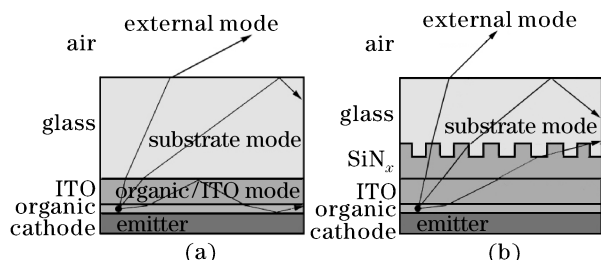 external mode
air
glass
substrate mode
ITO
organic/ITO mode
organic
emitter
cathode
(a)
external mode
air
glass
substrate mode
SiNx
ITO
organic
emitter
cathode
(b)